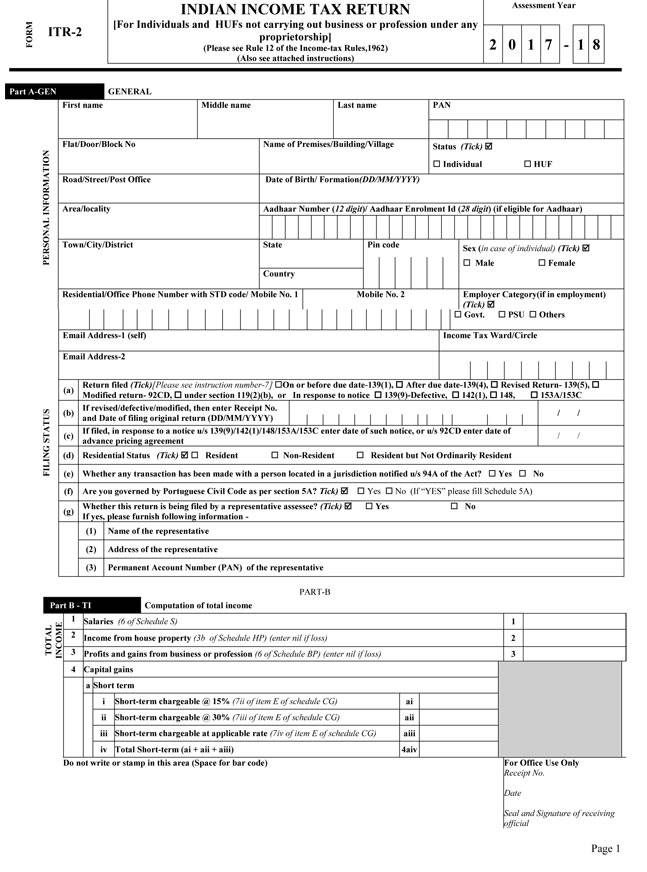 FORM
ITR-2
INDIAN INCOME TAX RETURN
[For Individuals and HUFs not carrying out business or profession under any
proprietorship]
(Please see Rule 12 of the Income-tax Rules,1962)
(Also see attached instructions)
Assessment Year
2 0 1 7 - 1 8
Part A-GEN GENERAL
PERSONAL INFORMATION
First name Middle name Last name PAN
Flat/Door/Block No Name of Premises/Building/Village Status (Tick) ☑
☐ Individual ☐ HUF
Road/Street/Post Office Date of Birth/ Formation(DD/MM/YYYY)
Area/locality Aadhaar Number (12 digit)/ Aadhaar Enrolment Id (28 digit) (if eligible for Aadhaar)
Town/City/District State Pin code Sex (in case of individual) (Tick) ☑
☐ Male ☐ Female
Country
Residential/Office Phone Number with STD code/ Mobile No. 1 Mobile No. 2 Employer Category(if in employment)
(Tick) ☑
☐ Govt. ☐ PSU ☐ Others
Email Address-1 (self) Income Tax Ward/Circle
Email Address-2
FILING STATUS
(a) Return filed (Tick)[Please see instruction number-7] ☐On or before due date-139(1), ☐ After due date-139(4), ☐ Revised Return- 139(5), ☐
Modified return- 92CD, ☐ under section 119(2)(b), or In response to notice ☐ 139(9)-Defective, ☐ 142(1), ☐ 148, ☐ 153A/153C
(b) If revised/defective/modified, then enter Receipt No.
and Date of filing original return (DD/MM/YYYY) / /
(c) If filed, in response to a notice u/s 139(9)/142(1)/148/153A/153C enter date of such notice, or u/s 92CD enter date of
advance pricing agreement / /
(d) Residential Status (Tick) ☑ ☐ Resident ☐ Non-Resident ☐ Resident but Not Ordinarily Resident
(e) Whether any transaction has been made with a person located in a jurisdiction notified u/s 94A of the Act? ☐ Yes ☐ No
(f) Are you governed by Portuguese Civil Code as per section 5A? Tick) ☑ ☐ Yes ☐ No (If “YES” please fill Schedule 5A)
(g) Whether this return is being filed by a representative assessee? (Tick) ☑ ☐ Yes ☐ No
If yes, please furnish following information -
(1) Name of the representative
(2) Address of the representative
(3) Permanent Account Number (PAN) of the representative
PART-B
Part B - TI Computation of total income
TOTAL INCOME
1 Salaries (6 of Schedule S) 1
2 Income from house property (3b of Schedule HP) (enter nil if loss) 2
3 Profits and gains from business or profession (6 of Schedule BP) (enter nil if loss) 3
4 Capital gains
a Short term
i Short-term chargeable @ 15% (7ii of item E of schedule CG) ai
ii Short-term chargeable @ 30% (7iii of item E of schedule CG) aii
iii Short-term chargeable at applicable rate (7iv of item E of schedule CG) aiii
iv Total Short-term (ai + aii + aiii) 4aiv
Do not write or stamp in this area (Space for bar code)
For Office Use Only
Receipt No.
Date
Seal and Signature of receiving
official
Page 1